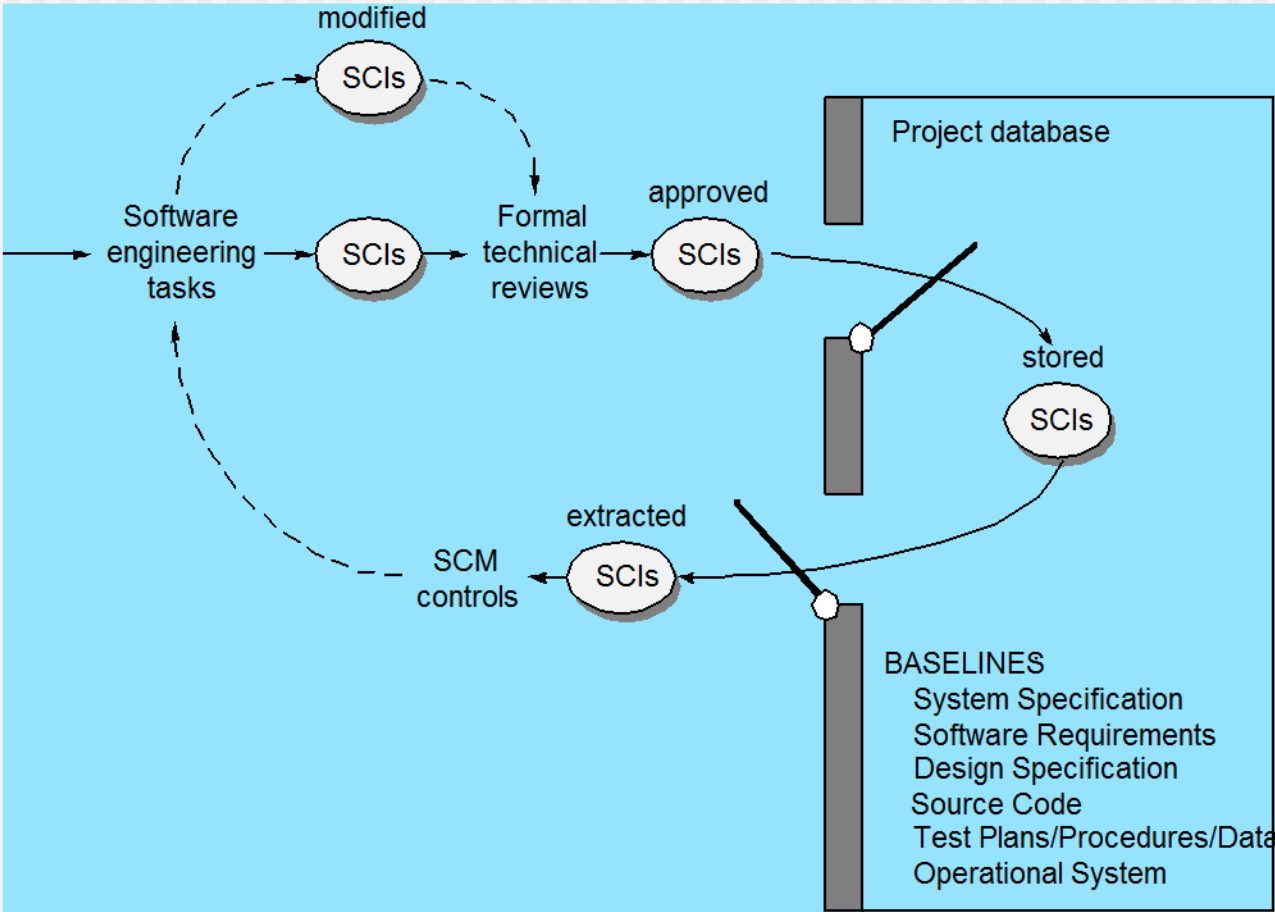 modified
SCIs
Project database
approved
Software
engineering
tasks
SCIs
Formal
technical
reviews
SCIs
stored
SCIs
extracted
SCIs
SCM
controls
BASELINES
System Specification
Software Requirements
Design Specification
Source Code
Test Plans/Procedures/Data
Operational System